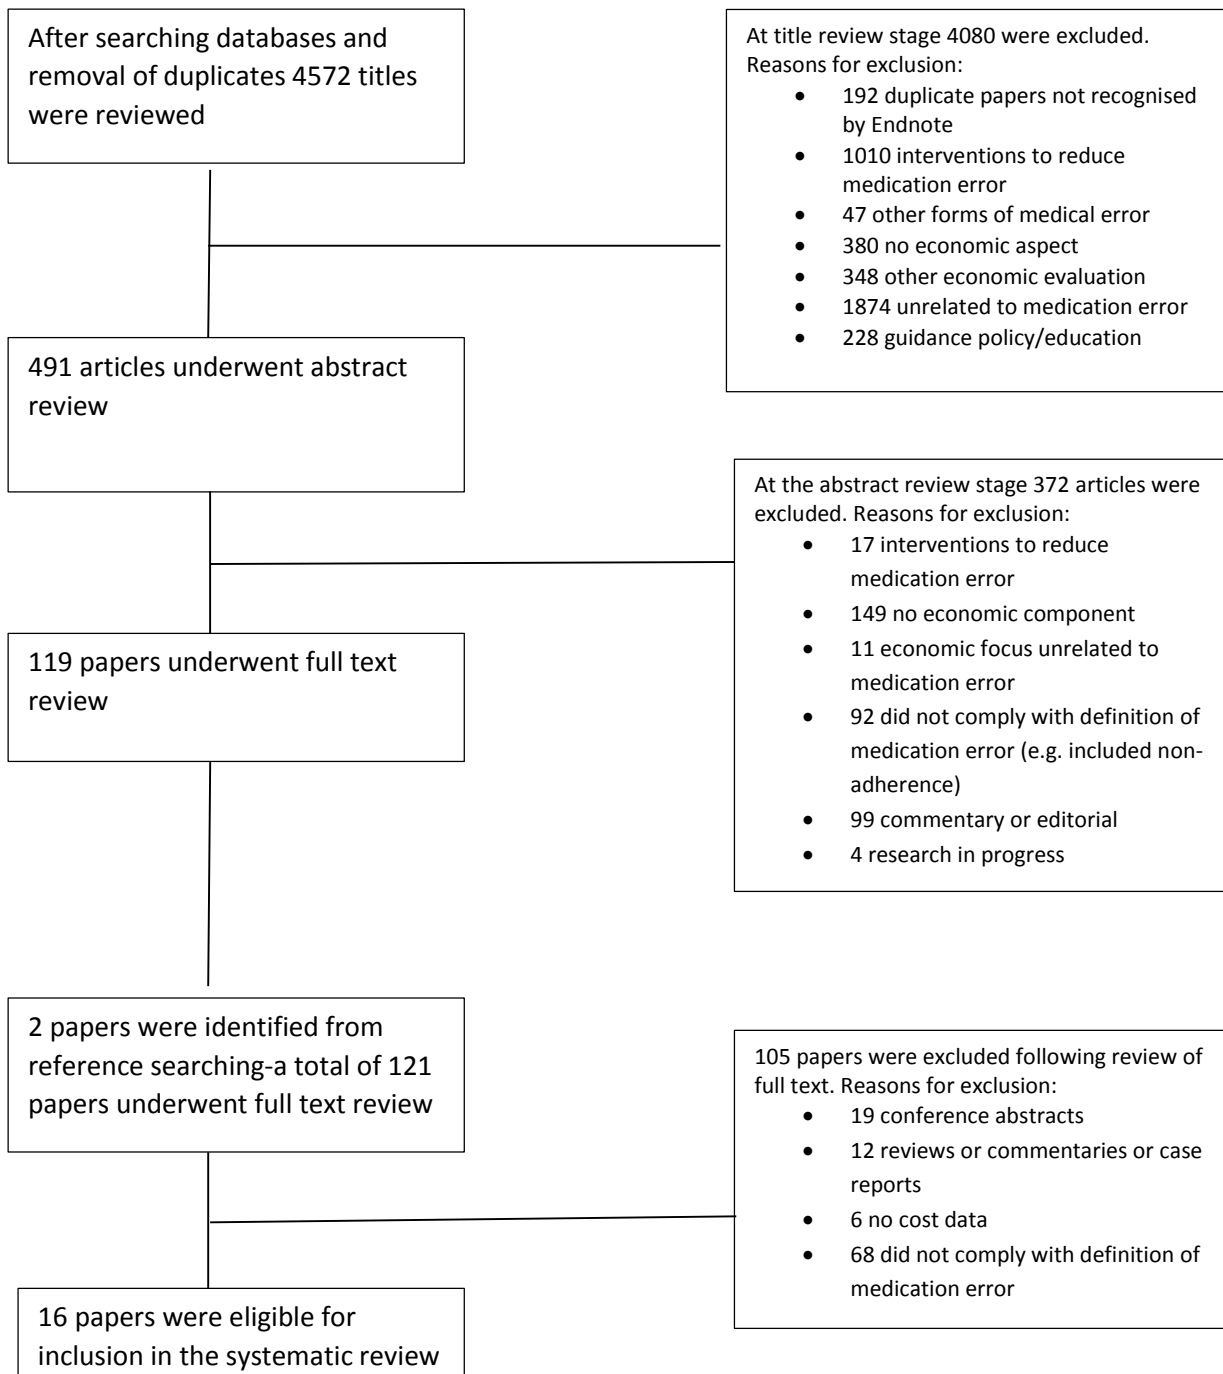 After searching databases and
removal of duplicates 4572 titles
were reviewed
At title review stage 4080 were excluded.
Reasons for exclusion:
• 192 duplicate papers not recognised
by Endnote
• 1010 interventions to reduce
medication error
• 47 other forms of medical error
• 380 no economic aspect
• 348 other economic evaluation
• 1874 unrelated to medication error
• 228 guidance policy/education
491 articles underwent abstract
review
At the abstract review stage 372 articles were
excluded. Reasons for exclusion:
• 17 interventions to reduce
medication error
• 149 no economic component
• 11 economic focus unrelated to
medication error
• 92 did not comply with definition of
medication error (e.g. included non-
adherence)
• 99 commentary or editorial
• 4 research in progress
119 papers underwent full text
review
2 papers were identified from
reference searching-a total of 121
papers underwent full text review
105 papers were excluded following review of
full text. Reasons for exclusion:
• 19 conference abstracts
• 12 reviews or commentaries or case
reports
• 6 no cost data
• 68 did not comply with definition of
medication error
16 papers were eligible for
inclusion in the systematic review